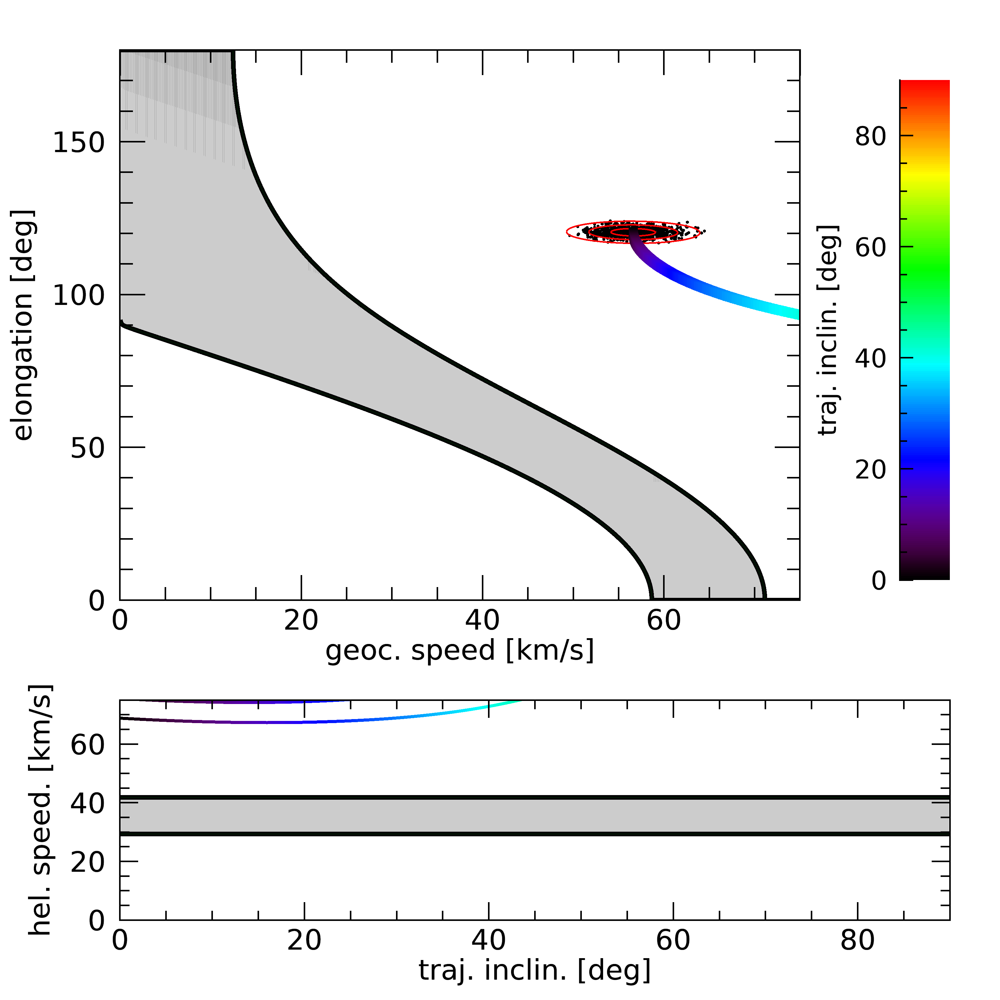 150
100
50
0
elongation [deg]
0 20 40 60
geoc. speed [km/s]
80
60
40
20
0
traj. inclin. [deg]
60
40
20
0
hel. speed. [km/s]
0 20 40 60 80
traj. inclin. [deg]